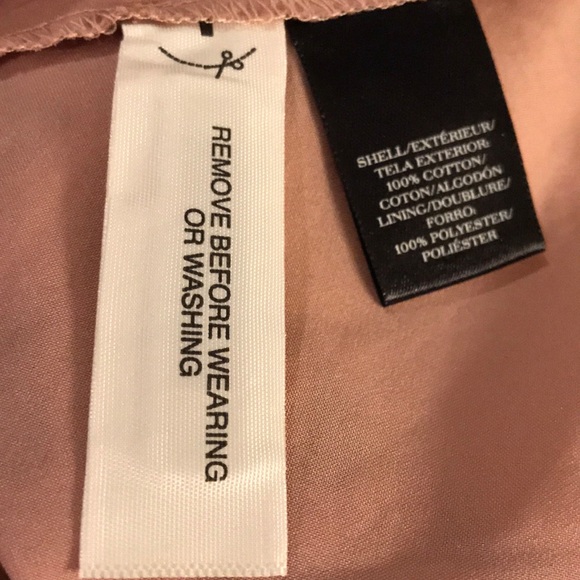 REMOVE BEFORE WEARING
OR WASHING
SHELL/EXTÉRIEUR/
TELA EXTERIOR:
100% COTTON/
COTON/ALGODÓN
LINING/DOUBLURE/
FORRO:
100% POLYESTER/
POLIÉSTER